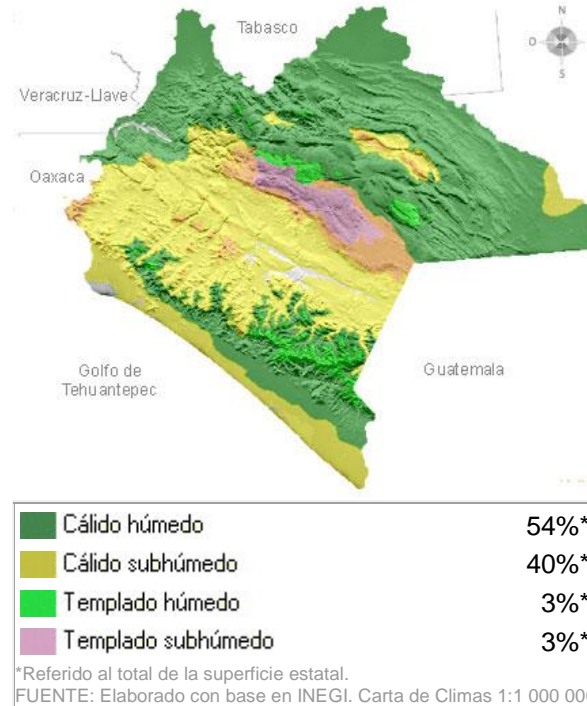 Tabasco
N
O
S
Veracruz-Llave
Oaxaca
Golfo de
Tehuantepec
Guatemala
Cálido húmedo 54%*
Cálido subhúmedo 40%*
Templado húmedo 3%*
Templado subhúmedo 3%*
*Referido al total de la superficie estatal.
FUENTE: Elaborado con base en INEGI. Carta de Climas 1:1 000 000